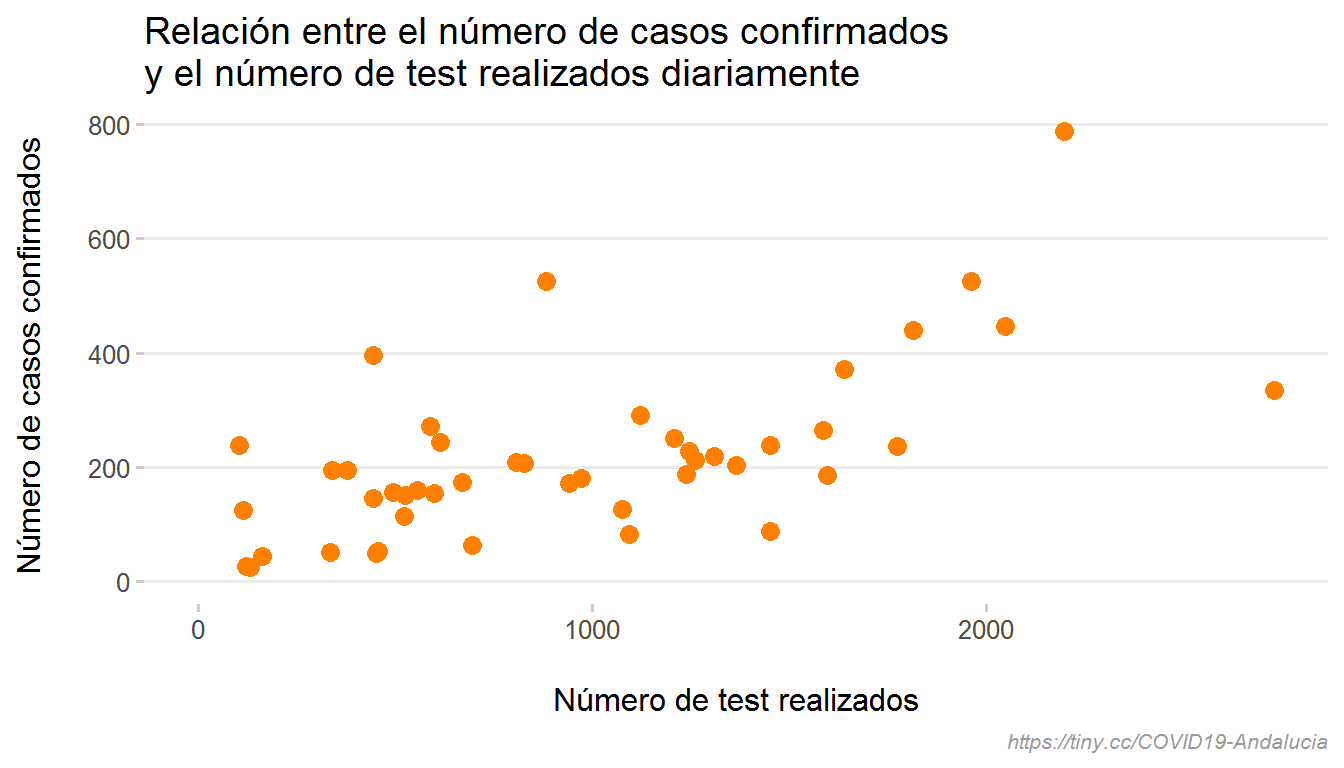 Relación entre el número de casos confirmados
y el número de test realizados diariamente
Número de casos confirmados
800
600
400
200
0
0 1000 2000
Número de test realizados
https://tiny.cc/COVID19-Andalucia